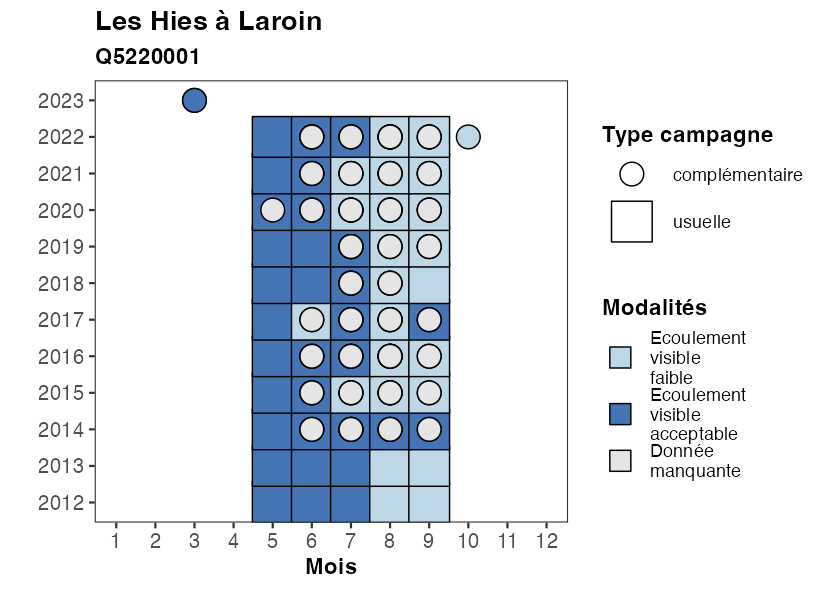 Les Hies à Laroin
Q5220001
2023
2022
2021
2020
2019
2018
2017
2016
2015
2014
2013
2012
1 2 3 4 5 6 7 8 9 10 11 12
Mois
Type campagne
complémentaire
usuelle
Modalités
Ecoulement
visible
faible
Ecoulement
visible
acceptable
Donnée
manquante